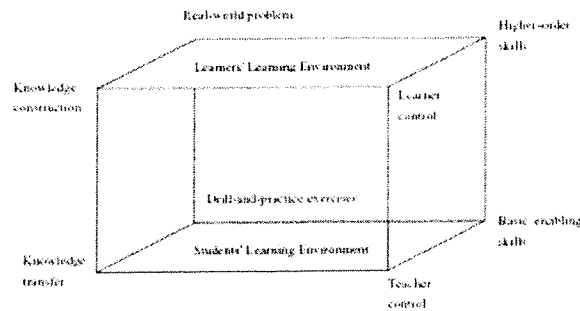 Real-world problem
Higher-order
skills
Learners' Learning Environment
Knowledge
construction
Learner
control
Drill-and-practice exercises
Basic enabling
skills
Students' Learning Environment
Knowledge
transfer
Teacher
control